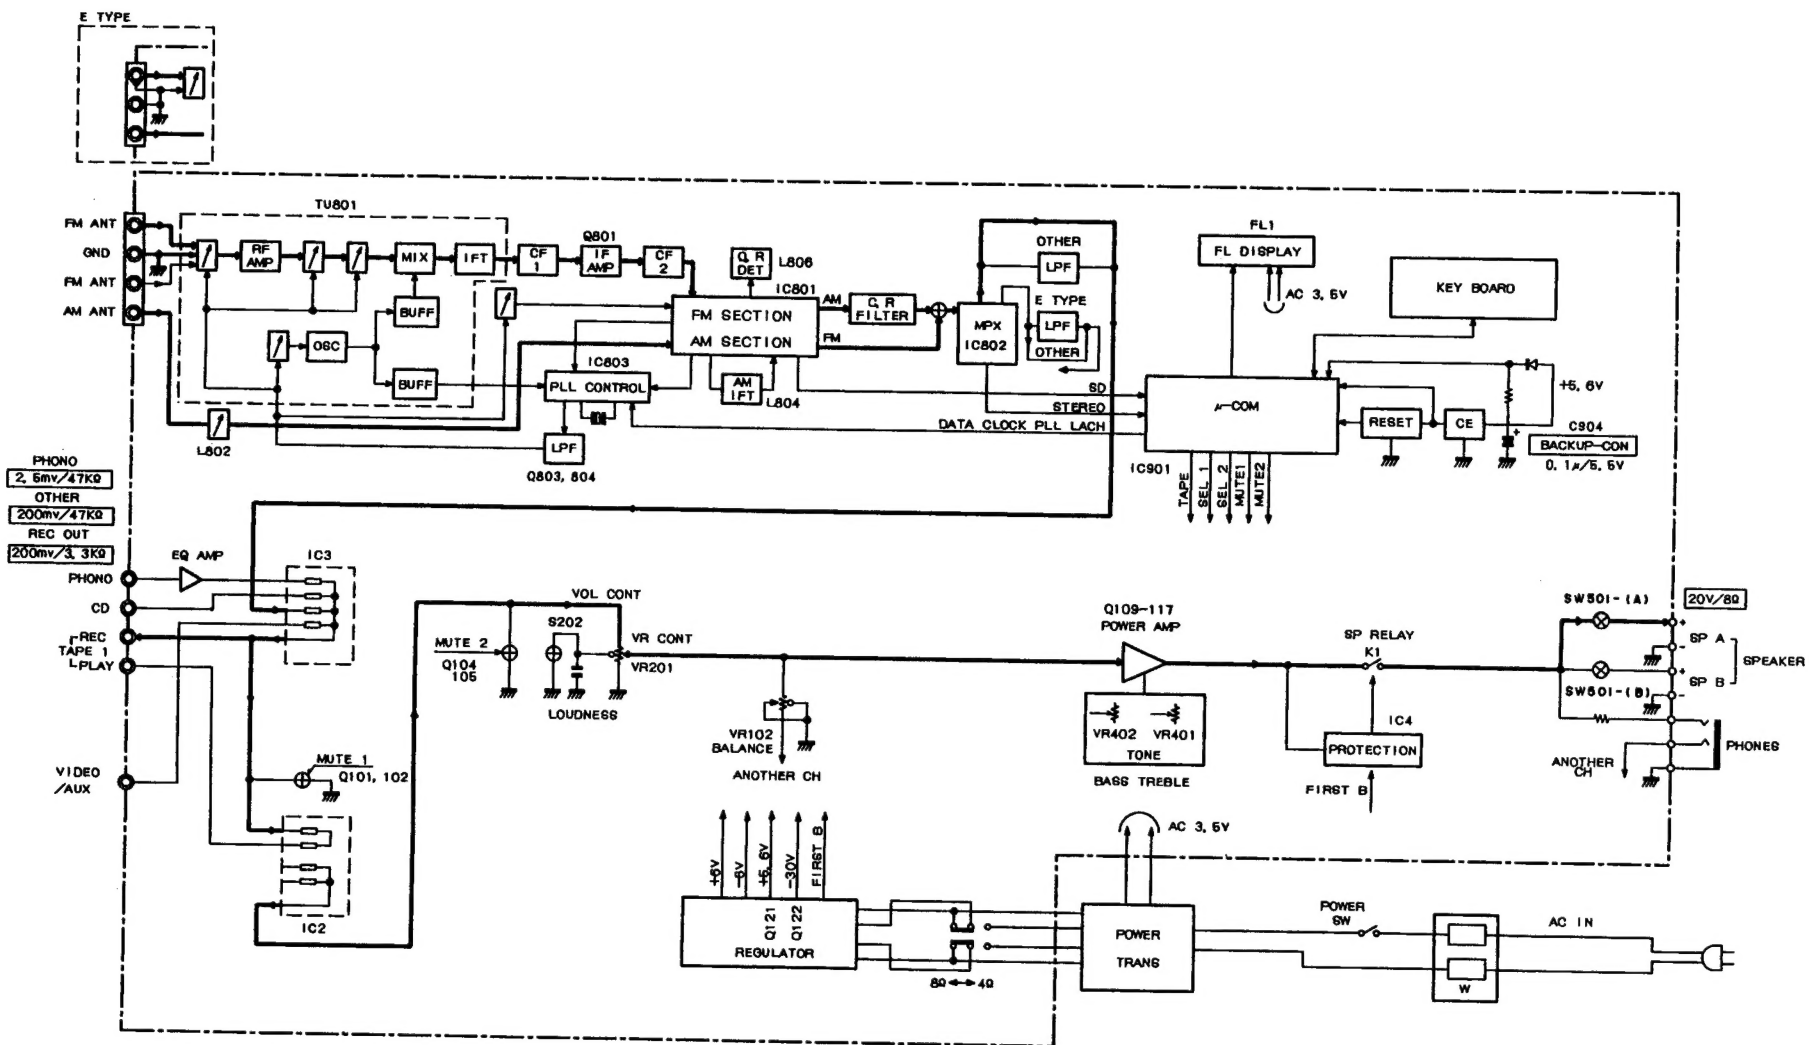 E TYPE
TU801
FM ANT
GND
FM ANT
AM ANT
RF
AMP
MIX
IFT
CF
1
Q801
IF
AMP
CF
2
Q.R
DET
L806
IC801
FM SECTION
AM SECTION
AM
FM
C.R
FILTER
MPX
IC802
OTHER
LPF
E TYPE
LPF
OTHER
FL1
FL DISPLAY
AC 3.5V
KEY BOARD
BUFF
OSC
BUFF
IC803
PLL CONTROL
AM
IFT
L804
LPF
Q803, 804
L802
SD
STEREO
DATA CLOCK PLL LACH
μ-COM
IC901
RESET
CE
+5.6V
C904
BACKUP-CON
0.1μ/5.5V
TAPE
SEL 1
SEL 2
MUTE1
MUTE2
PHONO
2.5mv/47KΩ
OTHER
200mv/47KΩ
REC OUT
200mv/3.3KΩ
EQ AMP
IC3
PHONO
CD
REC
TAPE 1
PLAY
VIDEO
/AUX
MUTE 1
Q101, 102
IC2
VOL CONT
MUTE 2
Q104
105
S202
LOUDNESS
VR CONT
VR201
VR102
BALANCE
ANOTHER CH
Q109-117
POWER AMP
VR402
VR401
TONE
BASS TREBLE
SP RELAY
K1
IC4
PROTECTION
FIRST B
SW501-(A)
20V/8Ω
+
SP A
-
SPEAKER
+
SP B
-
SW501-(B)
PHONES
ANOTHER
CH
+6V
-6V
+5.6V
-30V
FIRST B
Q121
Q122
REGULATOR
8Ω
4Ω
AC 3.5V
POWER
TRANS
POWER
SW
W
AC IN